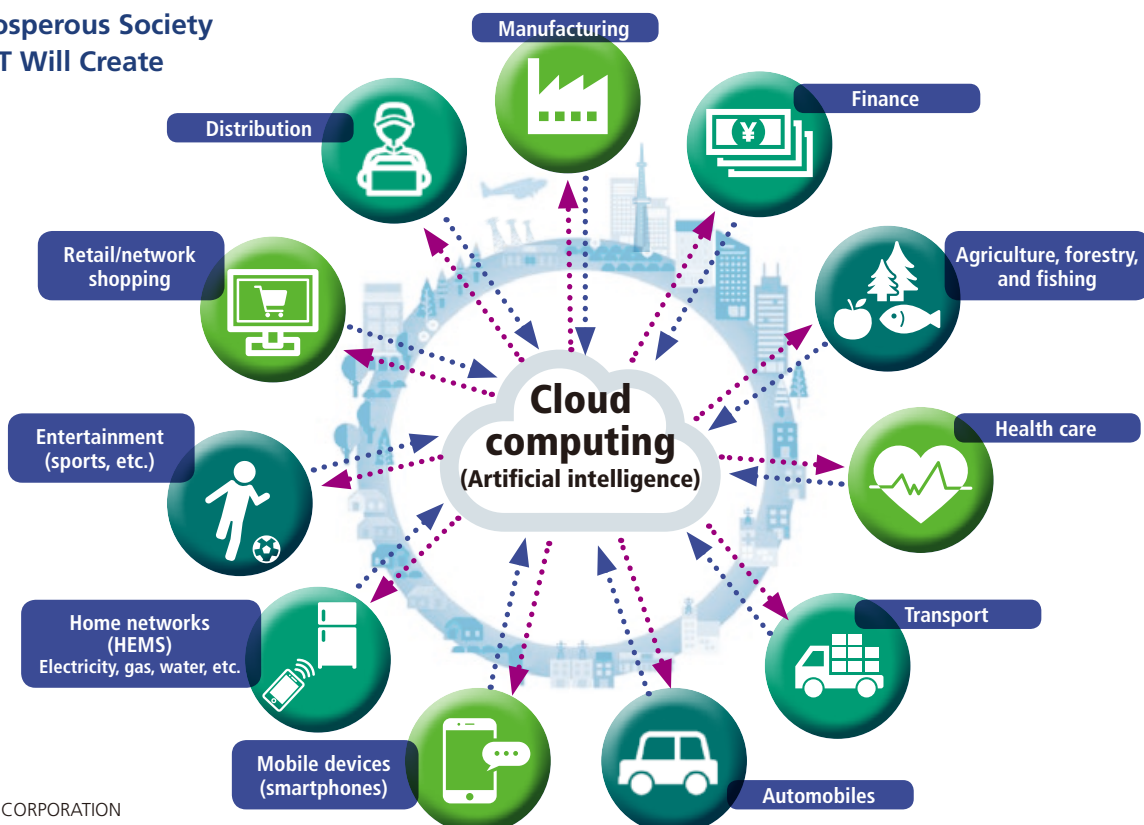 osperous Society
T Will Create
Manufacturing
Finance
Distribution
Retail/network
shopping
Agriculture, forestry,
and fishing
Cloud
computing
(Artificial intelligence)
Entertainment
(sports, etc.)
Health care
Home networks
(HEMS)
Electricity, gas, water, etc.
Transport
Mobile devices
(smartphones)
Automobiles
¥
CORPORATION